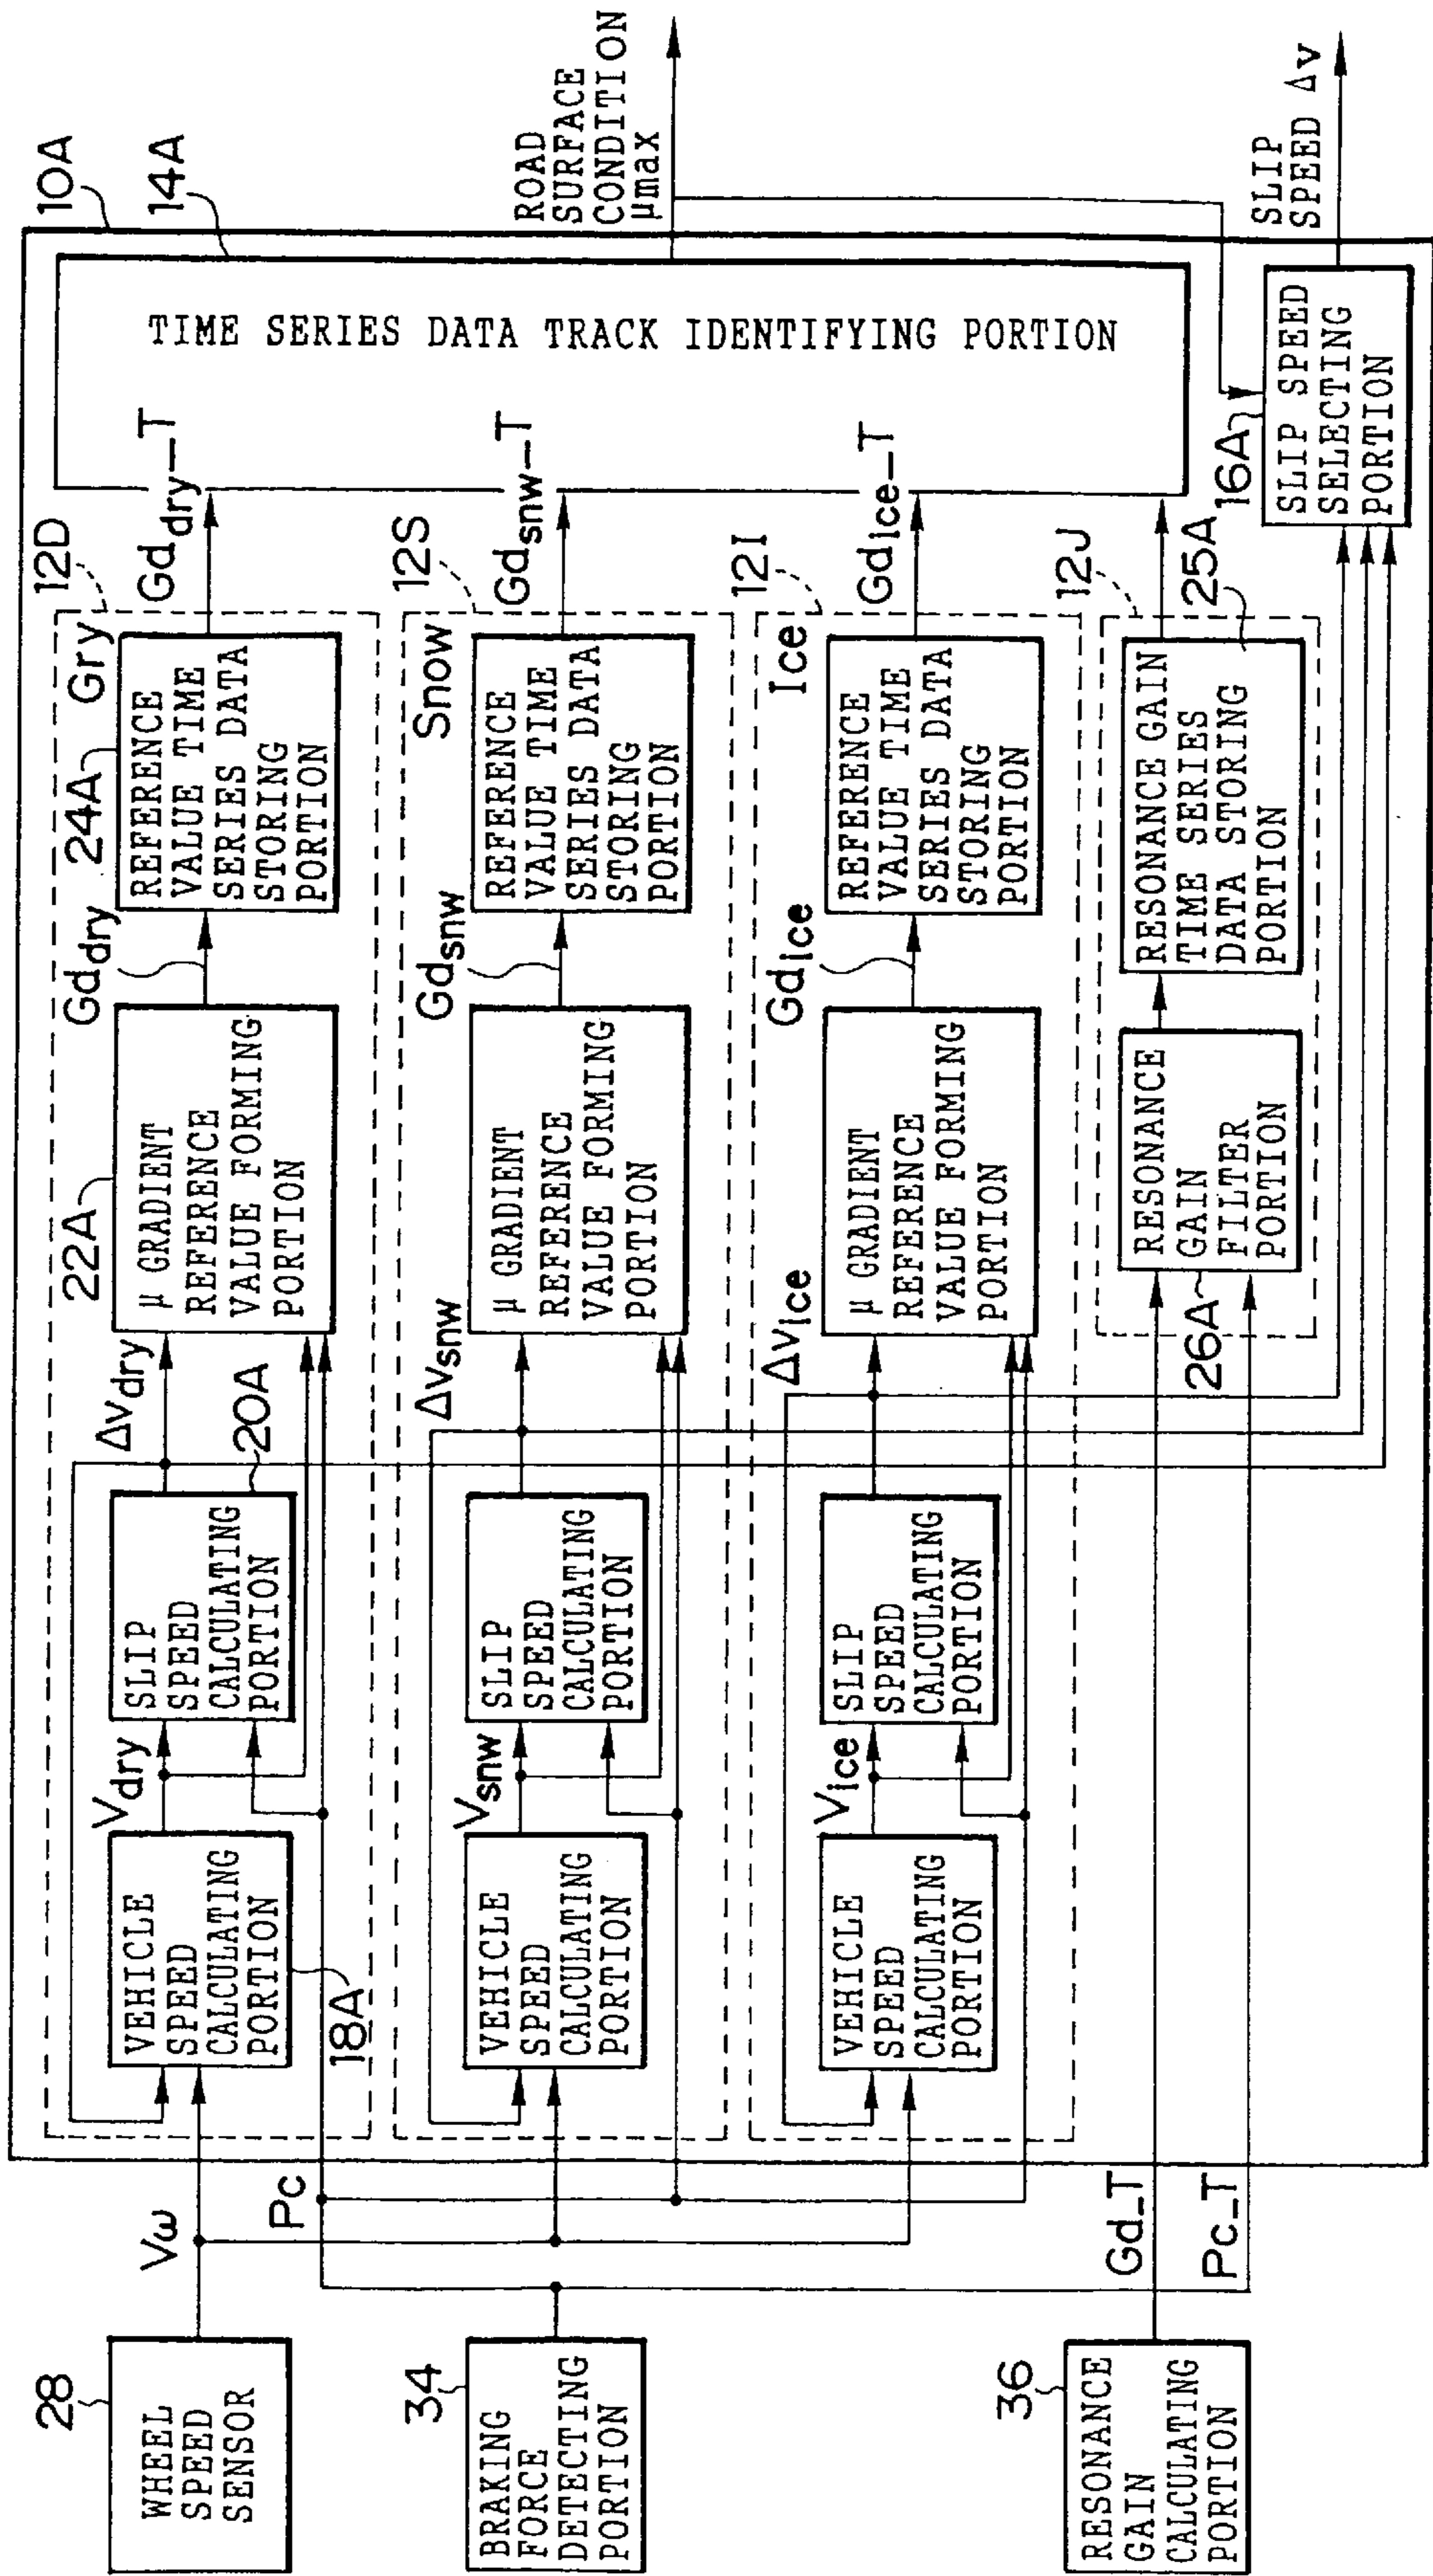 10A
14A
ROAD
SURFACE
CONDITION
μmax
SLIP
SPEED Δv
TIME SERIES DATA TRACK IDENTIFYING PORTION
16A
SLIP SPEED
SELECTING
PORTION
28
WHEEL
SPEED
SENSOR
Vω
34
BRAKING
FORCE
DETECTING
PORTION
Pc
36
RESONANCE
GAIN
CALCULATING
PORTION
Gd_T
Pc_T
12D
Gry
VEHICLE
SPEED
CALCULATING
PORTION
18A
Vdry
SLIP
SPEED
CALCULATING
PORTION
20A
Δvdry
22A
μ GRADIENT
REFERENCE
VALUE FORMING
PORTION
Gddry
24A
REFERENCE
VALUE TIME
SERIES DATA
STORING
PORTION
Gddry_T
12S
Snow
VEHICLE
SPEED
CALCULATING
PORTION
Vsnw
SLIP
SPEED
CALCULATING
PORTION
Δvsnw
μ GRADIENT
REFERENCE
VALUE FORMING
PORTION
Gdsnw
REFERENCE
VALUE TIME
SERIES DATA
STORING
PORTION
Gdsnw_T
12I
Ice
VEHICLE
SPEED
CALCULATING
PORTION
Vice
SLIP
SPEED
CALCULATING
PORTION
Δvice
μ GRADIENT
REFERENCE
VALUE FORMING
PORTION
Gdice
REFERENCE
VALUE TIME
SERIES DATA
STORING
PORTION
Gdice_T
12J
RESONANCE
GAIN
FILTER
PORTION
26A
RESONANCE GAIN
TIME SERIES
DATA STORING
PORTION
25A